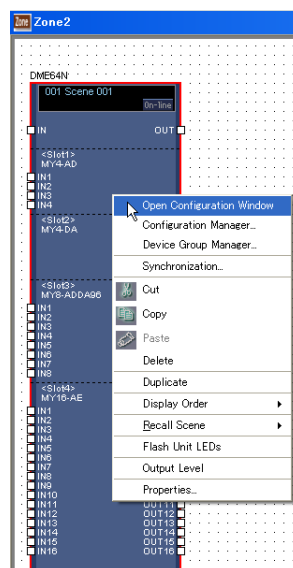 Zone Zone2
DME64N
001 Scene 001
On-line
IN OUT
<Slot1>
MY4-AD
IN1
IN2
IN3
IN4
<Slot2>
MY4-DA
<Slot3>
MY8-ADDA96
IN1
IN2
IN3
IN4
IN5
IN6
IN7
IN8
<Slot4>
MY16-AE
IN1
IN2
IN3
IN4
IN5
IN6
IN7
IN8
IN9
IN10
IN11 OUT11
IN12 OUT12
IN13 OUT13
IN14 OUT14
IN15 OUT15
IN16 OUT16
Open Configuration Window
Configuration Manager...
Device Group Manager...
Synchronization...
Cut
Copy
Paste
Delete
Duplicate
Display Order
Recall Scene
Flash Unit LEDs
Output Level
Properties...